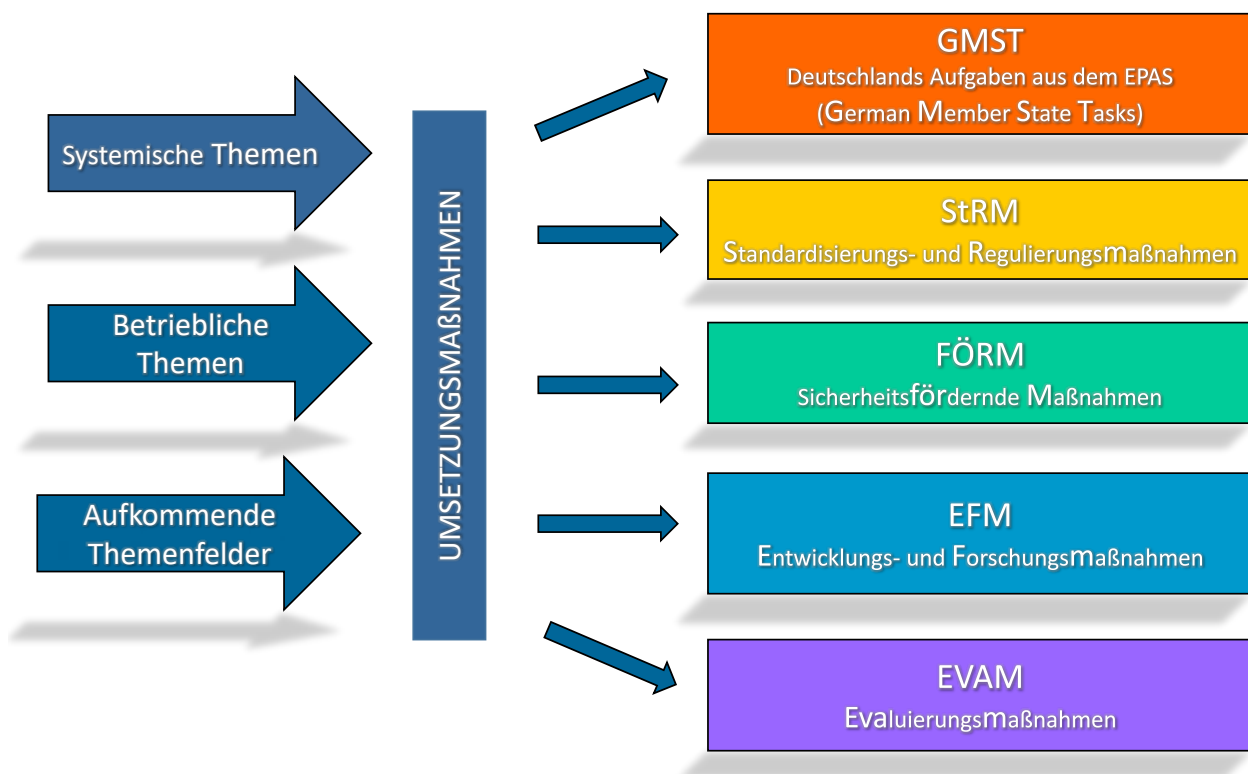 Systemische Themen
Betriebliche
Themen
Aufkommende
Themenfelder
UMSETZUNGSMAßNAHMEN
GMST
Deutschlands Aufgaben aus dem EPAS
(German Member State Tasks)
StRM
Standardisierungs- und Regulierungsmaßnahmen
FÖRM
Sicherheitsfördernde Maßnahmen
EFM
Entwicklungs- und Forschungsmaßnahmen
EVAM
Evaluierungsmaßnahmen